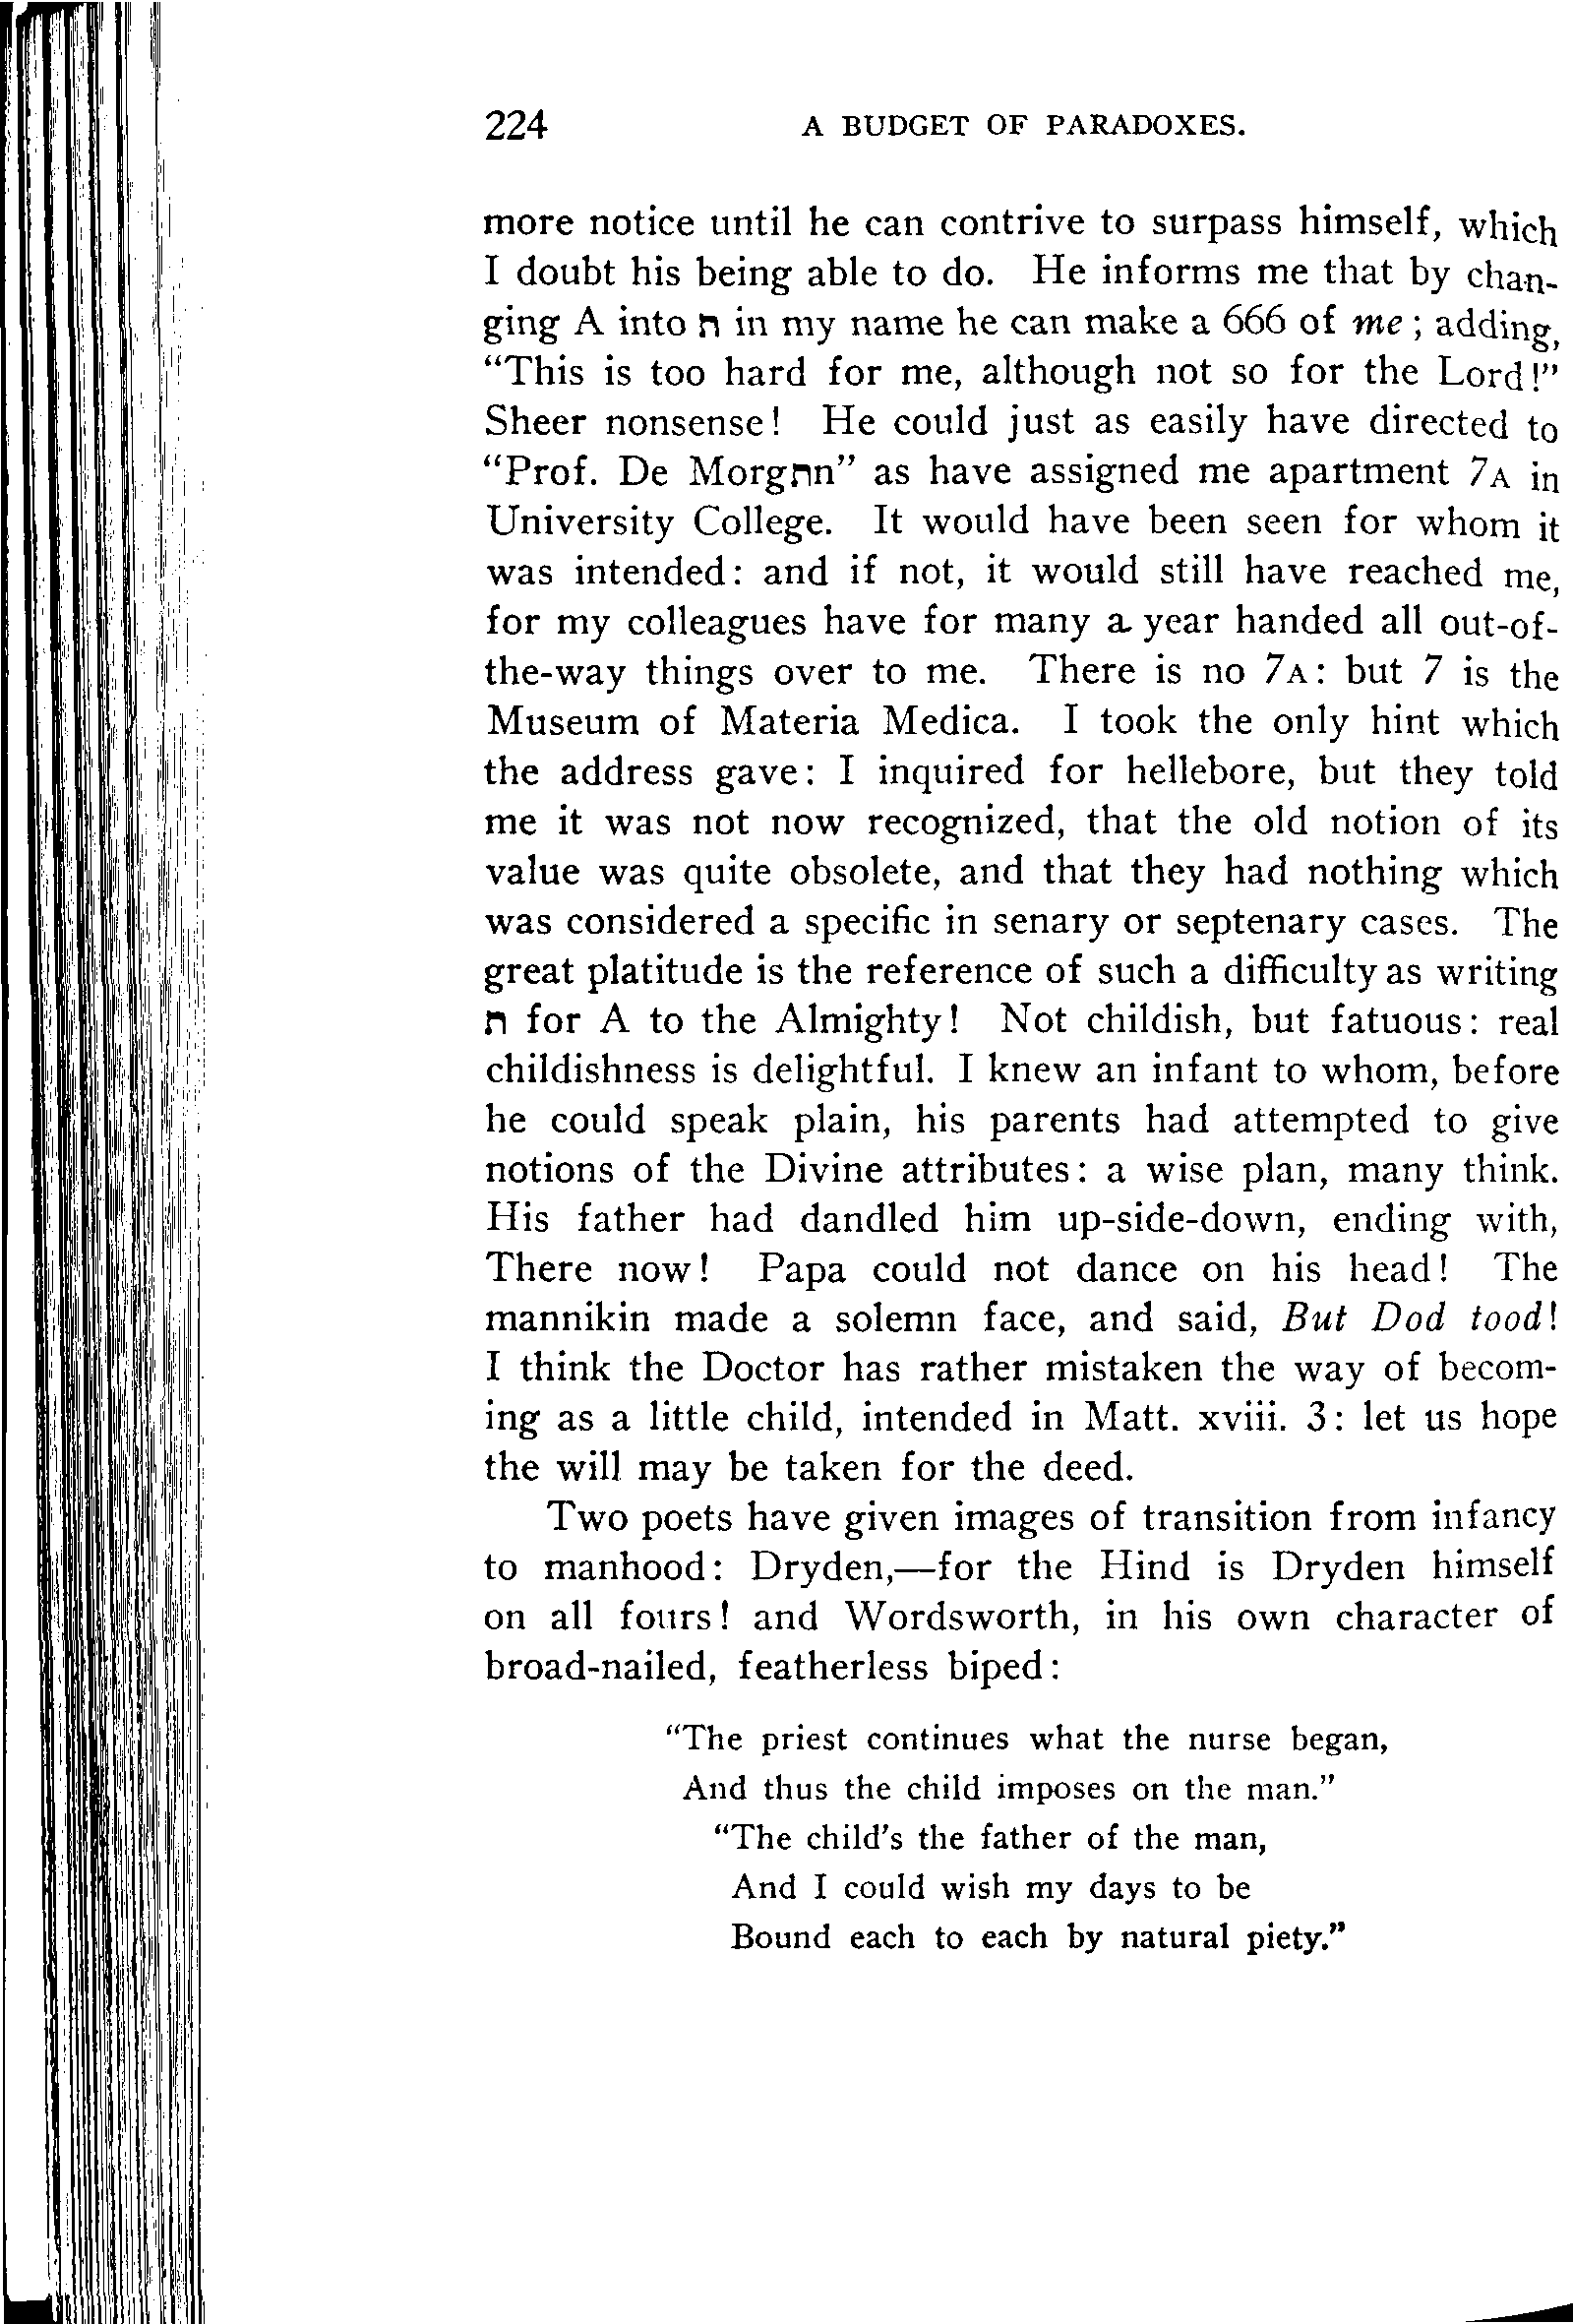 224 A BUDGET OF PARADOXES.
more notice until he can contrive to surpass himself, which
I doubt his being able to do. He informs me that by chan-
ging A into ח in my name he can make a 666 of me; adding,
“This is too hard for me, although not so for the Lord!”
Sheer nonsense! He could just as easily have directed to
“Prof. De Morgחn” as have assigned me apartment 7A in
University College. It would have been seen for whom it
was intended: and if not, it would still have reached me,
for my colleagues have for many a year handed all out-of-
the-way things over to me. There is no 7A: but 7 is the
Museum of Materia Medica. I took the only hint which
the address gave: I inquired for hellebore, but they told
me it was not now recognized, that the old notion of its
value was quite obsolete, and that they had nothing which
was considered a specific in senary or septenary cases. The
great platitude is the reference of such a difficulty as writing
ח for A to the Almighty! Not childish, but fatuous: real
childishness is delightful. I knew an infant to whom, before
he could speak plain, his parents had attempted to give
notions of the Divine attributes: a wise plan, many think.
His father had dandled him up-side-down, ending with,
There now! Papa could not dance on his head! The
mannikin made a solemn face, and said, But Dod tood!
I think the Doctor has rather mistaken the way of becom-
ing as a little child, intended in Matt. xviii. 3: let us hope
the will may be taken for the deed.
Two poets have given images of transition from infancy
to manhood: Dryden,—for the Hind is Dryden himself
on all fours! and Wordsworth, in his own character of
broad-nailed, featherless biped:
“The priest continues what the nurse began,
And thus the child imposes on the man.”
“The child's the father of the man,
And I could wish my days to be
Bound each to each by natural piety.”